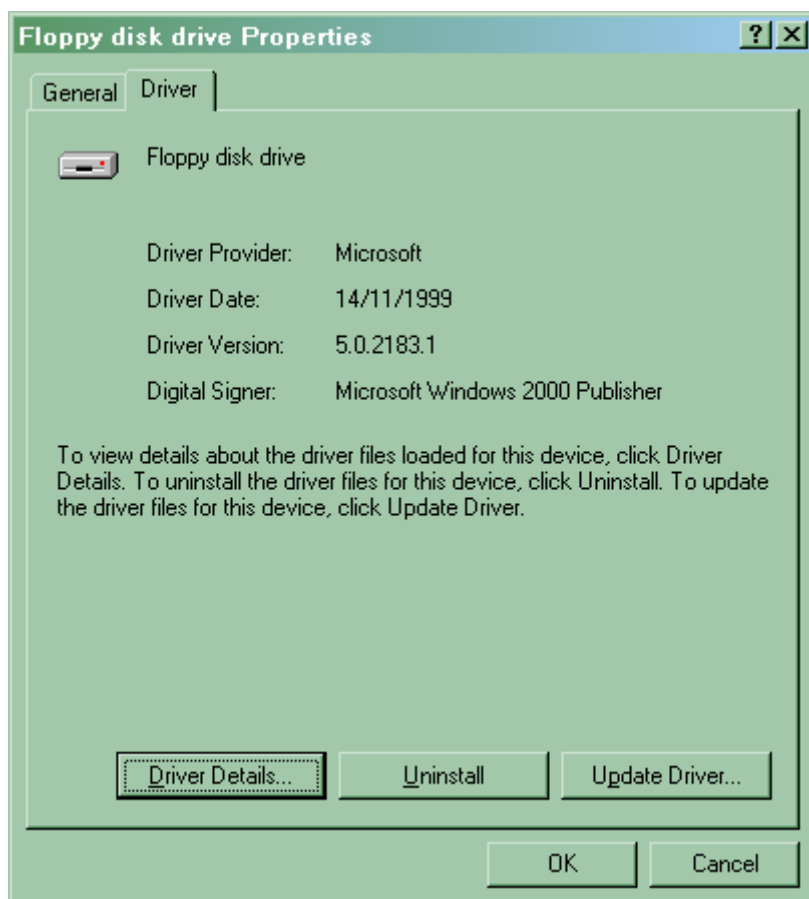 Floppy disk drive Properties
General Driver
Floppy disk drive
Driver Provider: Microsoft
Driver Date: 14/11/1999
Driver Version: 5.0.2183.1
Digital Signer: Microsoft Windows 2000 Publisher
To view details about the driver files loaded for this device, click Driver
Details. To uninstall the driver files for this device, click Uninstall. To update
the driver files for this device, click Update Driver.
Driver Details... Uninstall Update Driver...
OK Cancel